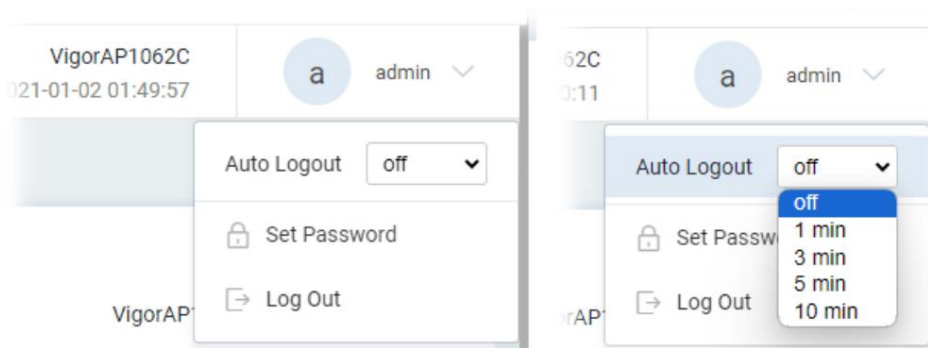 VigorAP1062C
021-01-02 01:49:57
a
admin
Auto Logout
off
Set Password
Log Out
VigorAP
62C
0:11
a
admin
Auto Logout
off
off
1 min
3 min
5 min
10 min
Set Passw
Log Out
rAP